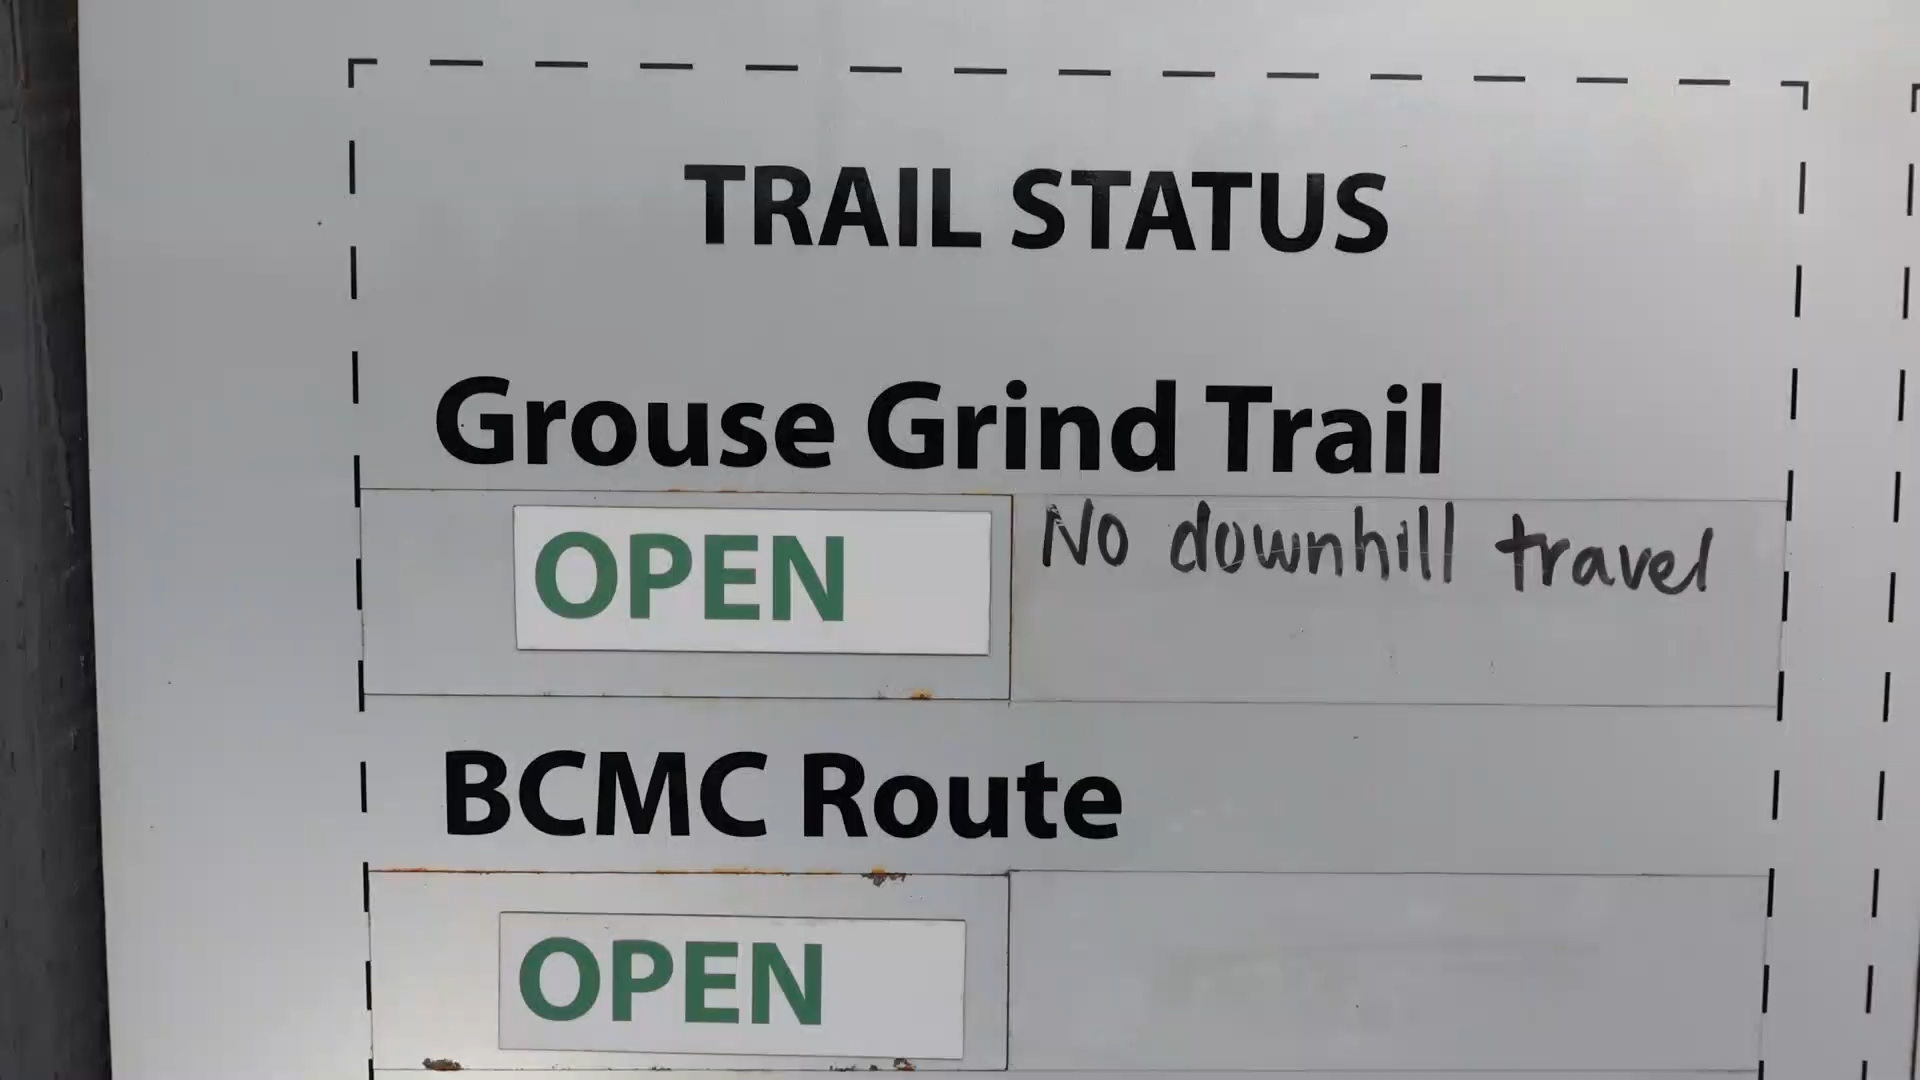 TRAIL STATUS
Grouse Grind Trail
OPEN
No downhill travel
BCMC Route
OPEN